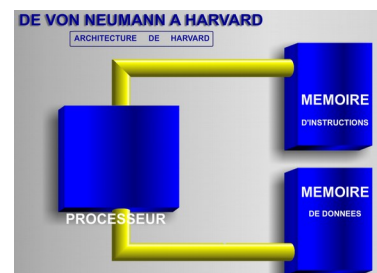 DE VON NEUMANN A HARVARD
ARCHITECTURE DE HARVARD
MEMOIRE
D'INSTRUCTIONS
MEMOIRE
DE DONNEES
PROCESSEUR